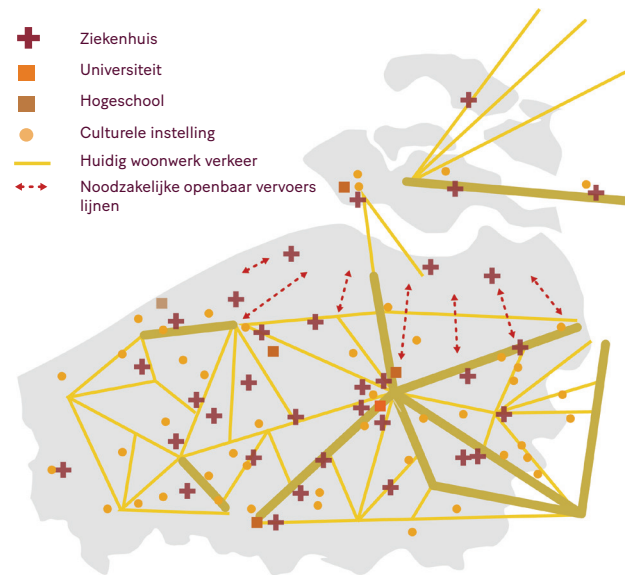 Ziekenhuis
Universiteit
Hogeschool
Culturele instelling
Huidig woonwerk verkeer
Noodzakelijke openbaar vervoers
lijnen